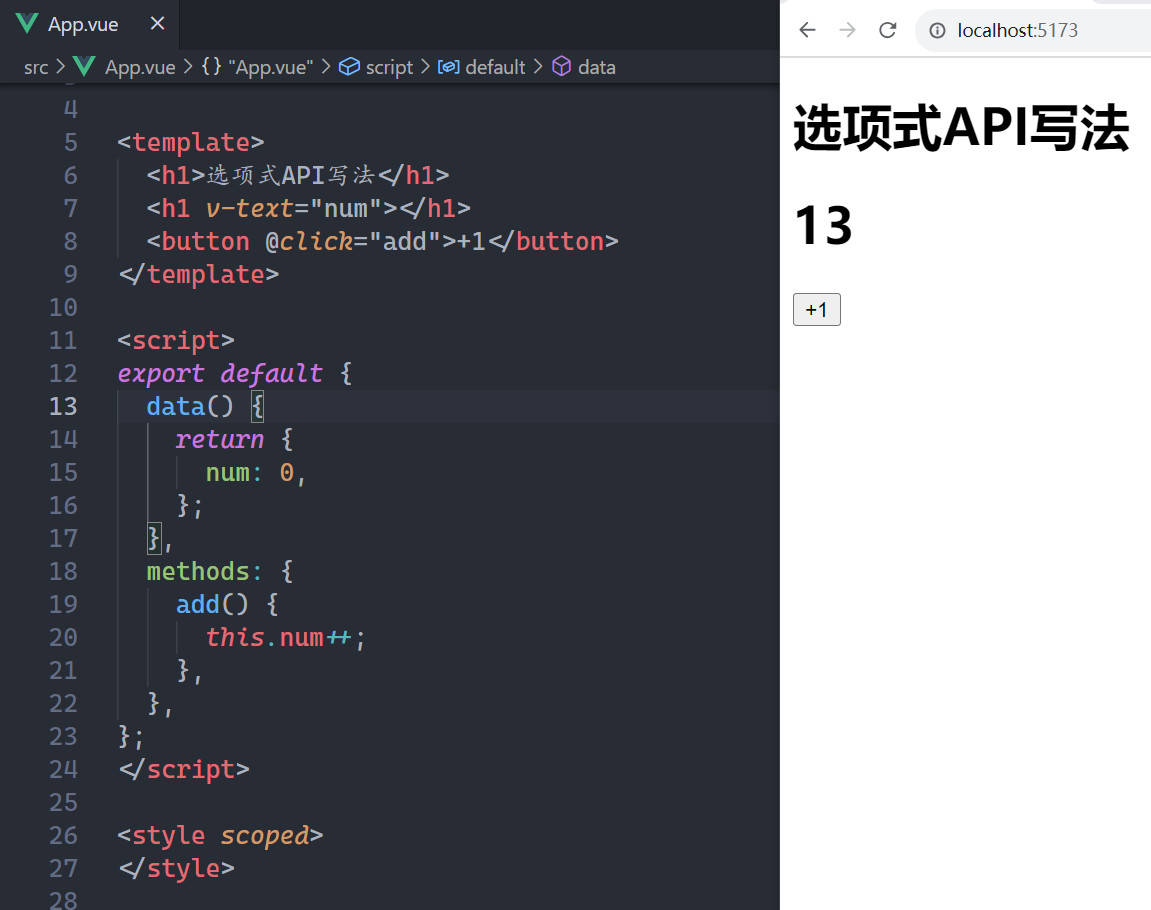 App.vue
src > App.vue > {} "App.vue" > script > default > data
4
5 <template>
6 <h1>选项式API写法</h1>
7 <h1 v-text="num"></h1>
8 <button @click="add">+1</button>
9 </template>
10
11 <script>
12 export default {
13 data() {
14 return {
15 num: 0,
16 };
17 },
18 methods: {
19 add() {
20 this.num++;
21 },
22 },
23 };
24 </script>
25
26 <style scoped>
27 </style>
28
localhost:5173
选项式API写法
13
+1